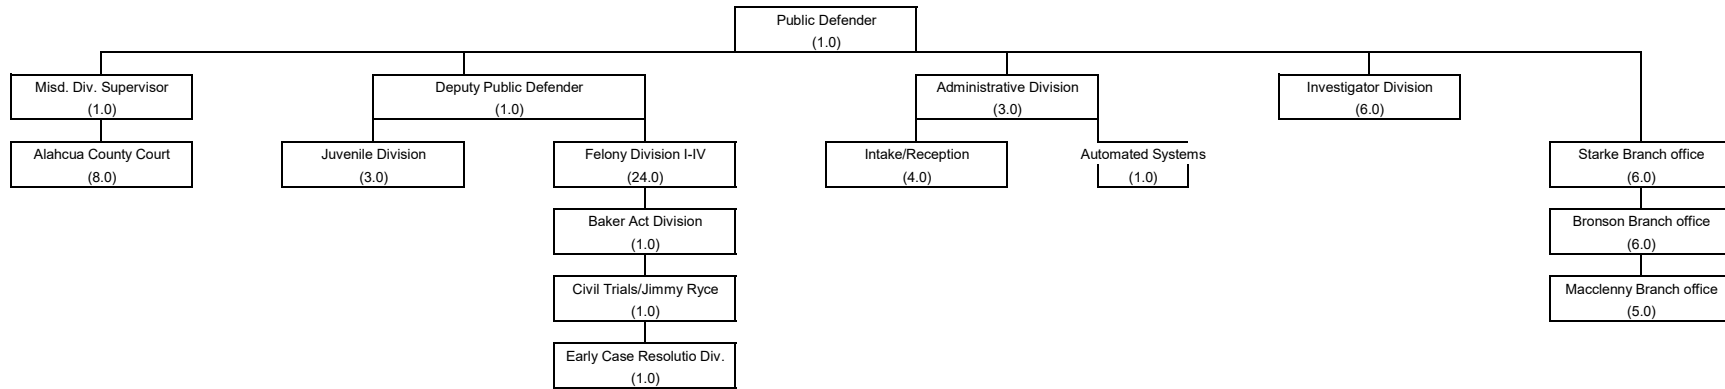 Public Defender
(1.0)
Misd. Div. Supervisor
(1.0)
Deputy Public Defender
(1.0)
Administrative Division
(3.0)
Investigator Division
(6.0)
Alahcua County Court
(8.0)
Juvenile Division
(3.0)
Felony Division I-IV
(24.0)
Intake/Reception
(4.0)
Automated Systems
(1.0)
Starke Branch office
(6.0)
Baker Act Division
(1.0)
Bronson Branch office
(6.0)
Civil Trials/Jimmy Ryce
(1.0)
Macclenny Branch office
(5.0)
Early Case Resolutio Div.
(1.0)